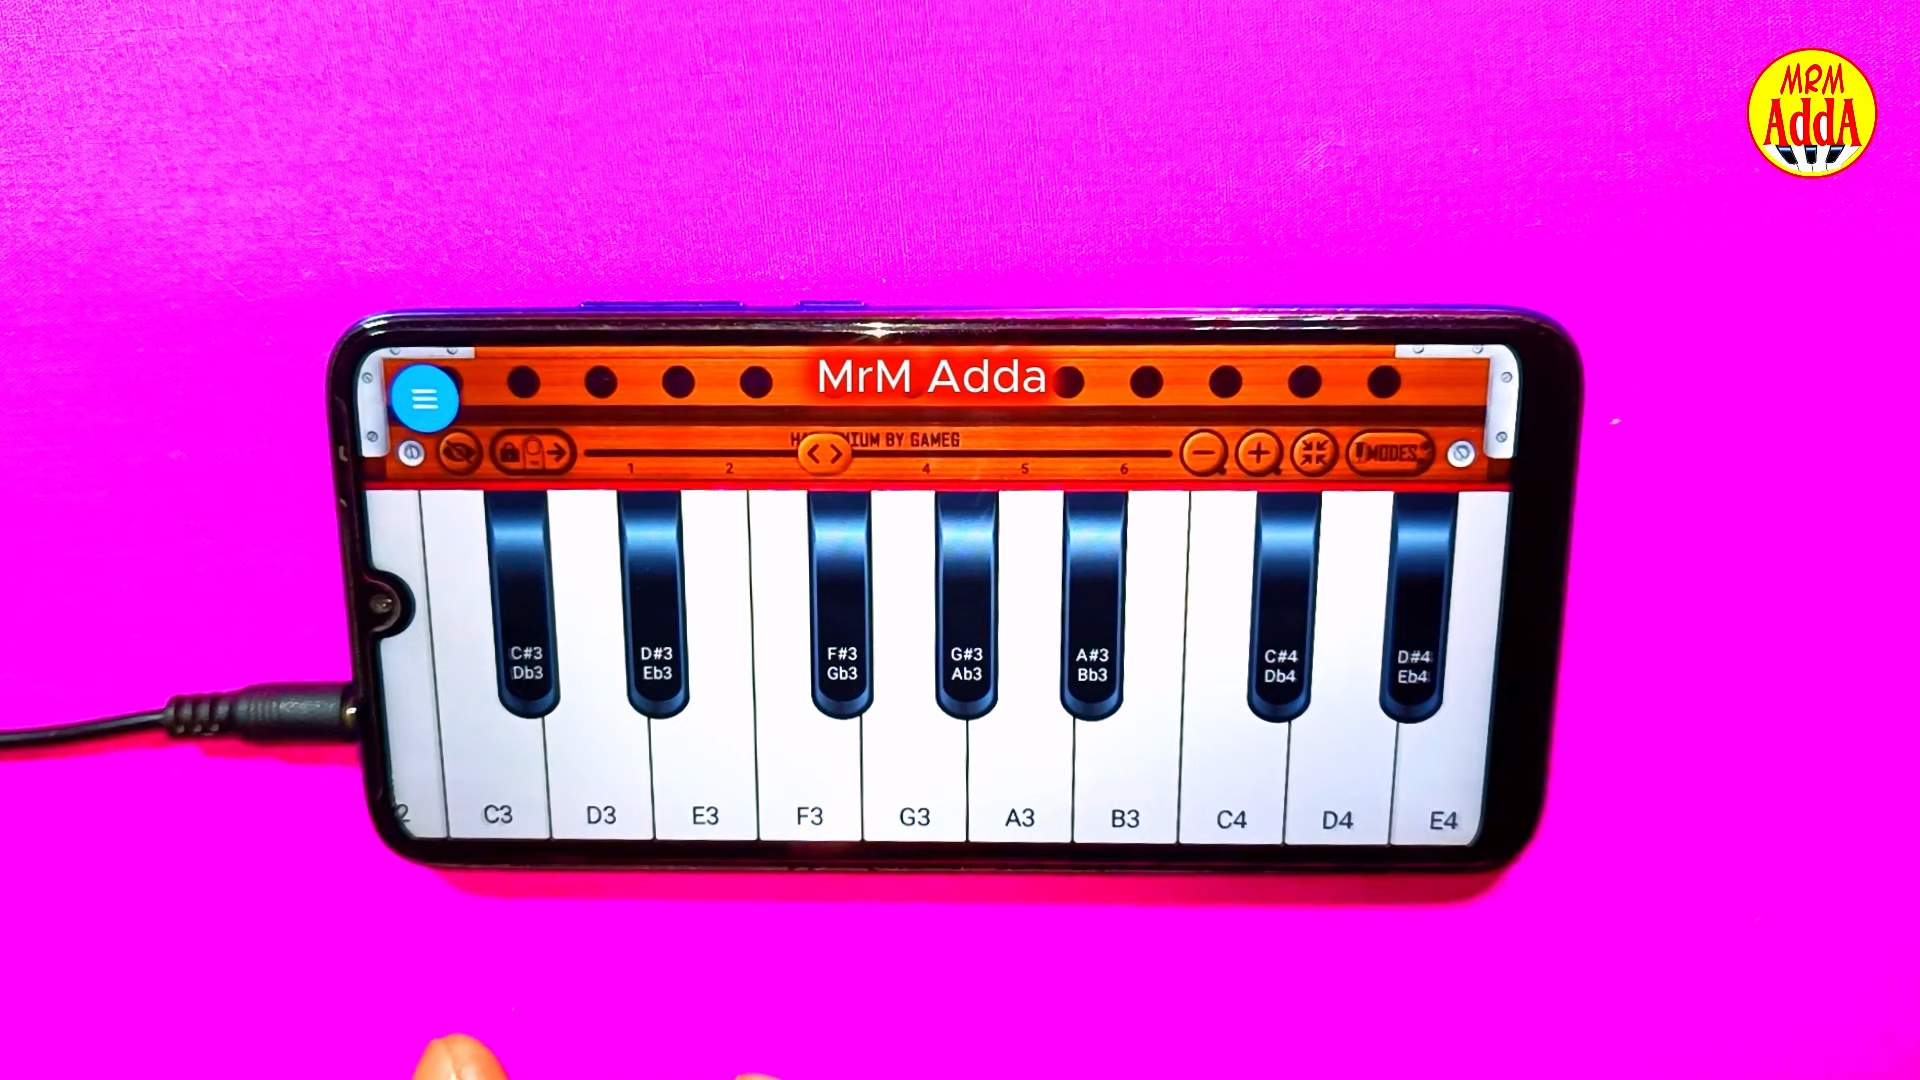 MRM
AddA
MrM Adda
IUM BY GAMEG
1 2 4 5 6
MODES
C#3 D#3 F#3 G#3 A#3 C#4 D#4
Db3 Eb3 Gb3 Ab3 Bb3 Db4 Eb4
2 C3 D3 E3 F3 G3 A3 B3 C4 D4 E4